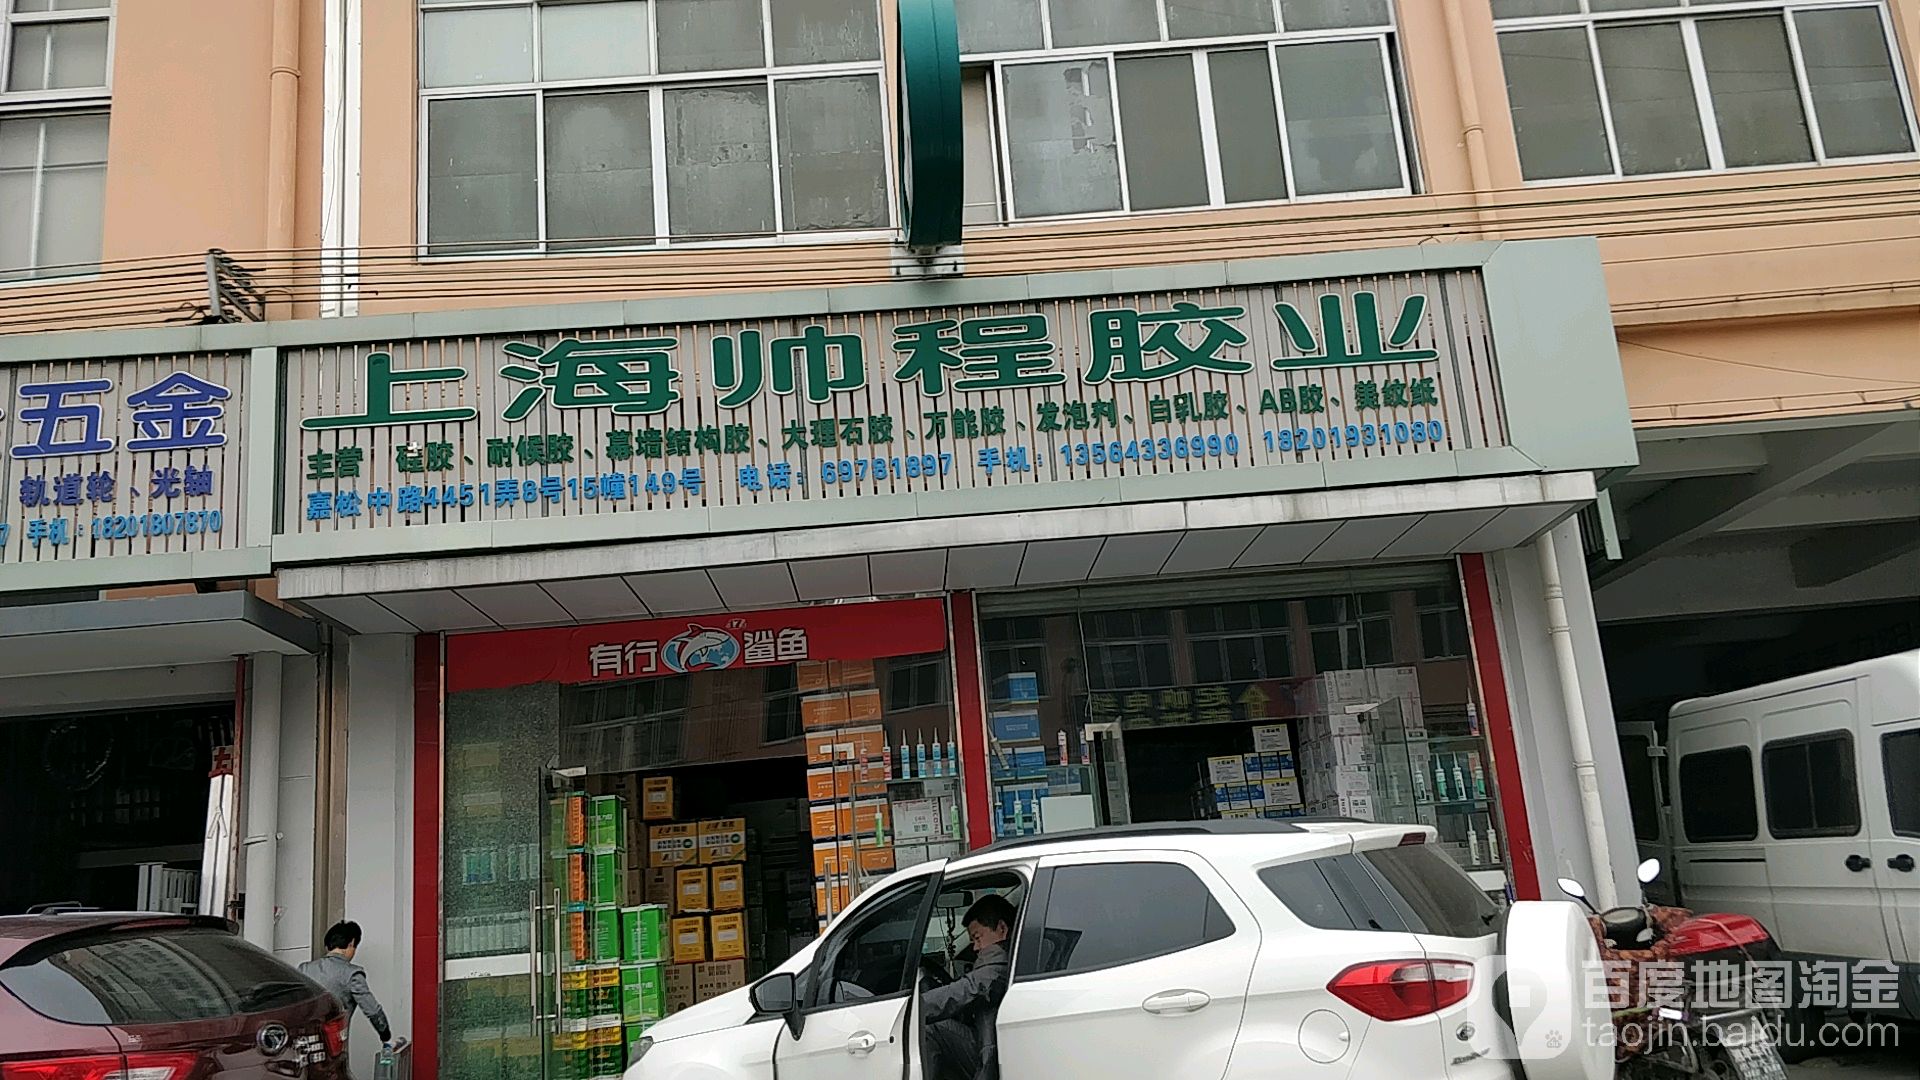 上海帅程胶业
主营 硅胶、耐候胶、幕墙结构胶、大理石胶、万能胶、发泡剂、白乳胶、AB胶、美纹纸
嘉松中路4451弄8号15幢149号 电话：69781897 手机：13564336990 18201931080
五金
轨道轮、光轴
7 手机：18201807870
有行 鲨鱼
百度地图淘金
taojin.baidu.com